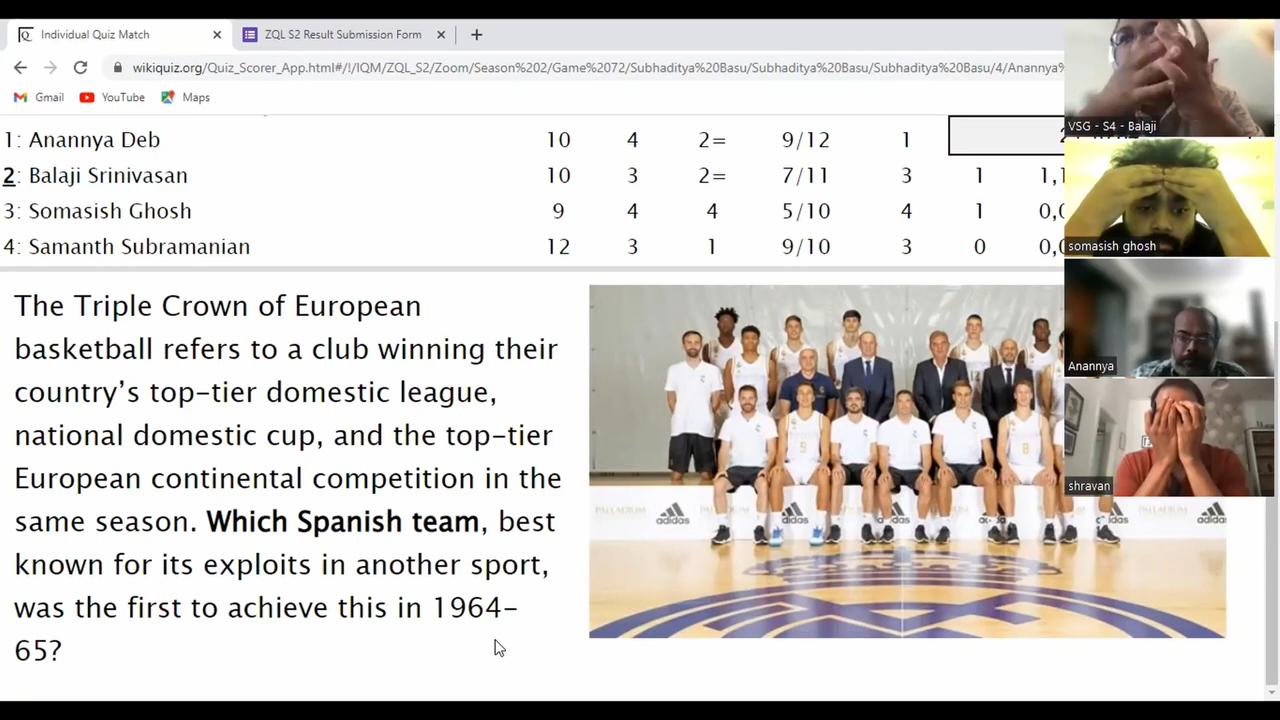 Individual Quiz Match
ZQL S2 Result Submission Form
wikiquiz.org/Quiz_Scorer_App.html#/I/IQM/ZQL_S2/Zoom/Season%202/Game%2072/Subhaditya%20Basu/Subhaditya%20Basu/Subhaditya%20Basu/4/Anannya%
Gmail YouTube Maps
1: Anannya Deb 10 4 2= 9/12 1
2: Balaji Srinivasan 10 3 2= 7/11 3 1
3: Somasish Ghosh 9 4 4 5/10 4 1
4: Samanth Subramanian 12 3 1 9/10 3 0
The Triple Crown of European
basketball refers to a club winning their
country's top-tier domestic league,
national domestic cup, and the top-tier
European continental competition in the
same season. Which Spanish team, best
known for its exploits in another sport,
was the first to achieve this in 1964-
65?
adidas adidas adidas adidas adidas
VSG - S4 - Balaji
somasish ghosh
Anannya
shravan